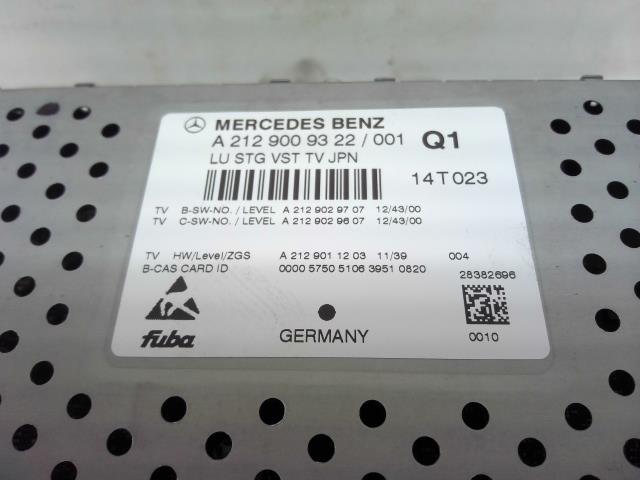 MERCEDES BENZ
A 212 900 93 22 / 001 Q1
LU STG VST TV JPN
14T023
TV B-SW-NO. / LEVEL A 212 902 97 07 12/43/00
TV C-SW-NO. / LEVEL A 212 902 96 07 12/43/00
TV HW/Level/ZGS A 212 901 12 03 11/39 004
B-CAS CARD ID 0000 5750 5106 3951 0820
28382696
fuba GERMANY 0010